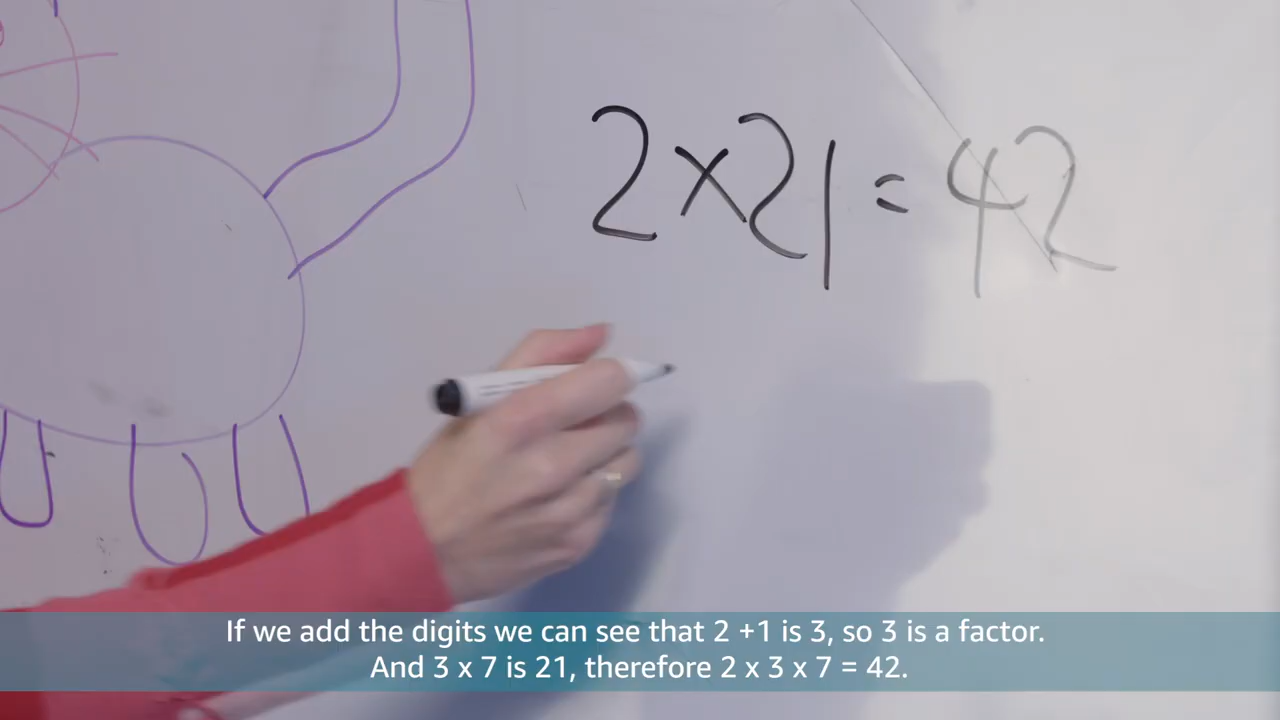 2x21=42
If we add the digits we can see that 2 +1 is 3, so 3 is a factor.
And 3 x 7 is 21, therefore 2 x 3 x 7 = 42.